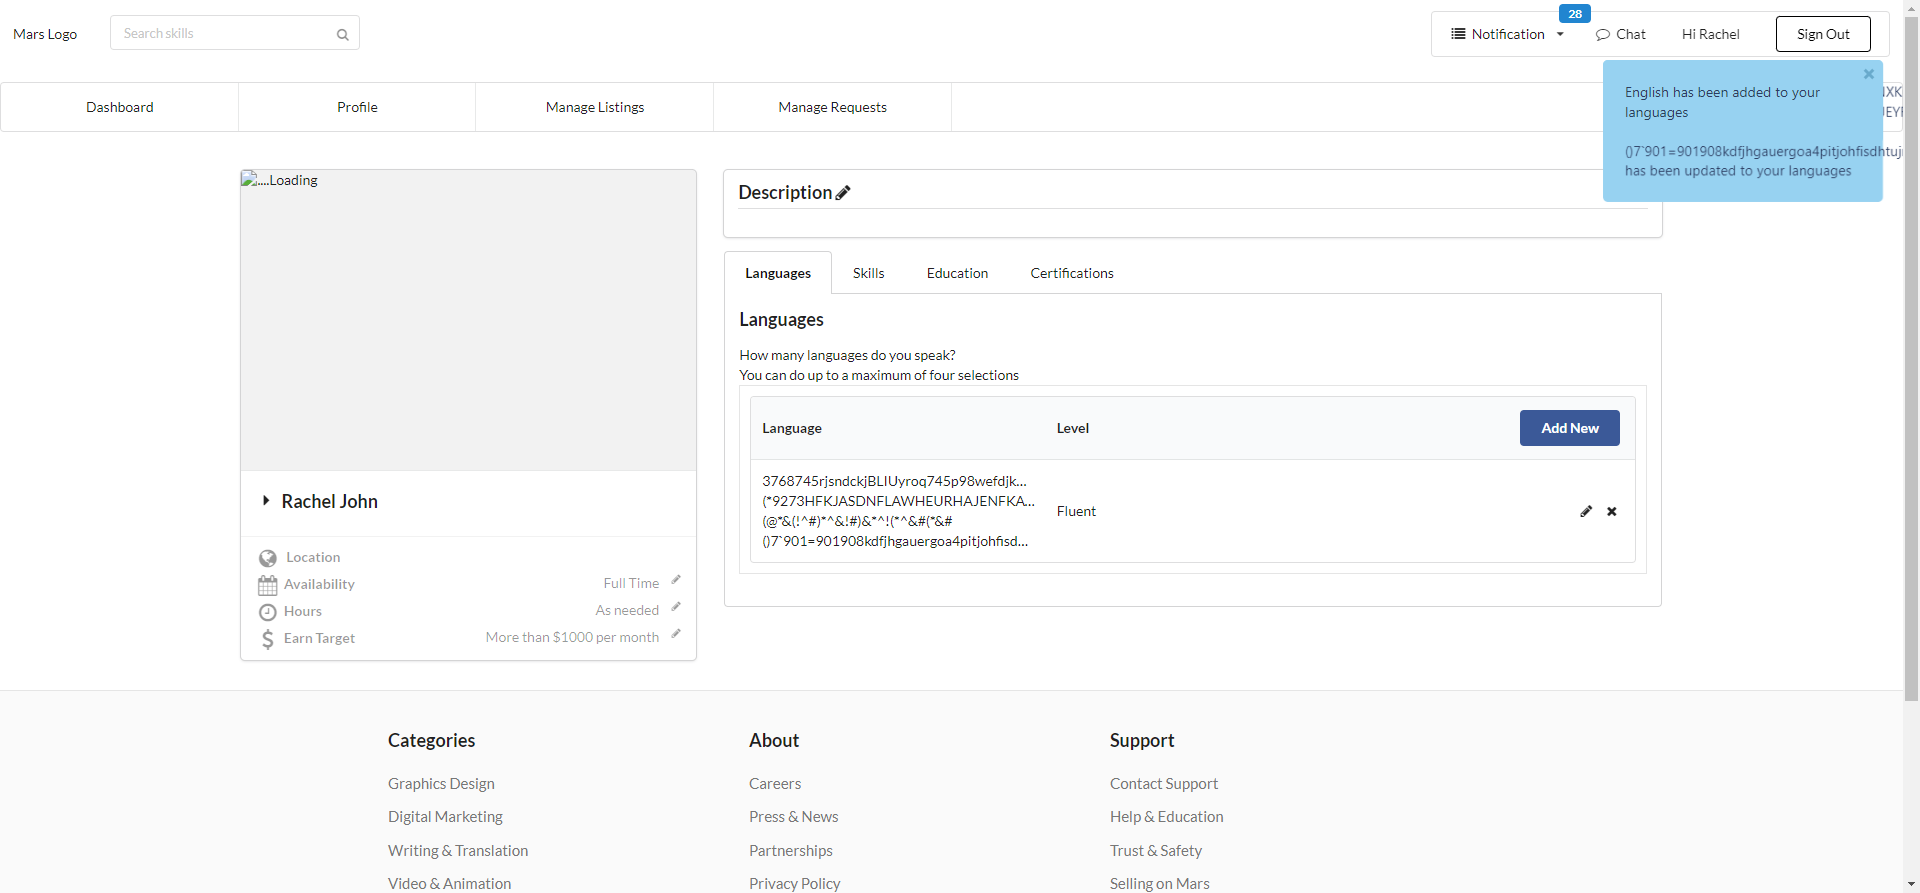 Mars Logo
Search skills
28
Notification
Chat
Hi Rachel
Sign Out
English has been added to your
languages
()7`901=901908kdfjhgauergoa4pitjohfisdhtuj
has been updated to your languages
Dashboard
Profile
Manage Listings
Manage Requests
....Loading
Rachel John
Location
Availability
Full Time
Hours
As needed
Earn Target
More than $1000 per month
Description
Languages
Skills
Education
Certifications
Languages
How many languages do you speak?
You can do up to a maximum of four selections
Language
Level
Add New
3768745rjsndckjBLIUyroq745p98wefdjk...
(*9273HFKJASDNFLAWHEURHAJENFKA...
(@*&(!^#)*^&!#)&*^!(*^&#(*&#
()7`901=901908kdfjhgauergoa4pitjohfisd...
Fluent
Categories
Graphics Design
Digital Marketing
Writing & Translation
Video & Animation
About
Careers
Press & News
Partnerships
Privacy Policy
Support
Contact Support
Help & Education
Trust & Safety
Selling on Mars